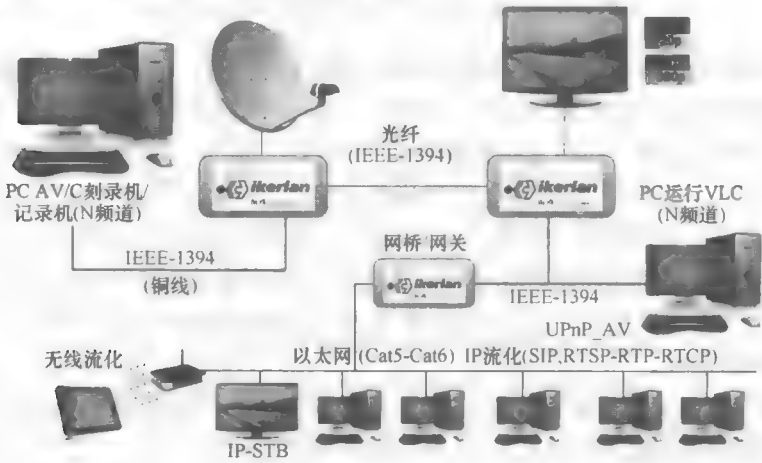 光纤
(IEEE-1394)
PC AV/C刻录机/
记录机(N频道)
ikerlan
ikerlan
PC运行VLC
(N频道)
IEEE-1394
(铜线)
网桥 网关
ikerlan
IEEE-1394
UPnP_AV
无线流化
以太网 (Cat5-Cat6) IP流化(SIP,RTSP-RTP-RTCP)
IP-STB